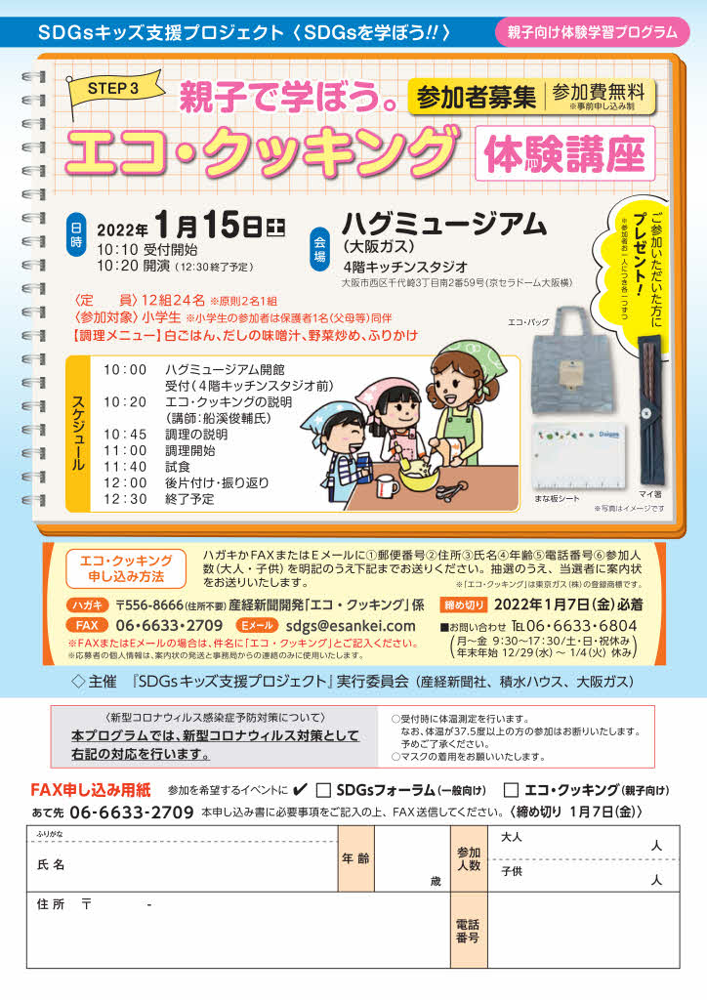 SDGsキッズ支援プロジェクト〈SDGsを学ぼう!!〉
親子向け体験学習プログラム
STEP 3
親子で学ぼう。
参加者募集
参加費無料
※事前申し込み制
エコ・クッキング
体験講座
日時
2022年1月15日土
10:10 受付開始
10:20 開演（12:30終了予定）
会場
ハグミュージアム
（大阪ガス）
4階キッチンスタジオ
大阪市西区千代崎3丁目南2番59号(京セラドーム大阪横)
ご参加いただいた方に
プレゼント!
※参加者お一人につき各一つずつ
〈定　員〉12組24名 ※原則2名1組
〈参加対象〉小学生 ※小学生の参加者は保護者1名(父母等)同伴
【調理メニュー】白ごはん、だしの味噌汁、野菜炒め、ふりかけ
エコ・バッグ
スケジュール
10：00　ハグミュージアム開館
受付（4階キッチンスタジオ前）
10：20　エコ・クッキングの説明
（講師：船溪俊輔氏）
10：45　調理の説明
11：00　調理開始
11：40　試食
12：00　後片付け・振り返り
12：30　終了予定
Daigas
まな板シート
マイ箸
※写真はイメージです
エコ・クッキング
申し込み方法
ハガキかFAXまたはEメールに①郵便番号②住所③氏名④年齢⑤電話番号⑥参加人
数（大人・子供）を明記のうえ下記までお送りください。抽選のうえ、当選者に案内状
をお送りいたします。
※「エコ・クッキング」は東京ガス（株）の登録商標です。
ハガキ 〒556-8666(住所不要)産経新聞開発「エコ・クッキング」係
締め切り 2022年1月7日(金)必着
FAX 06・6633・2709
Eメール sdgs@esankei.com
■お問い合わせ TEL 06・6633・6804
（月〜金 9:30〜17:30/土・日・祝休み
年末年始 12/29(水)〜 1/4(火) 休み）
※FAXまたはEメールの場合は、件名に「エコ・クッキング」とご記入ください。
※応募者の個人情報は、案内状の発送と事務局からの連絡のみに使用いたします。
◇主催　『SDGsキッズ支援プロジェクト』実行委員会（産経新聞社、積水ハウス、大阪ガス）
〈新型コロナウィルス感染症予防対策について〉
本プログラムでは、新型コロナウィルス対策として
右記の対応を行います。
○受付時に体温測定を行います。
なお、体温が37.5度以上の方の参加はお断りいたします。
予めご了承ください。
○マスクの着用をお願いいたします。
FAX申し込み用紙　参加を希望するイベントに✔ □ SDGsフォーラム(一般向け)　□ エコ・クッキング(親子向け)
あて先 06-6633-2709 本申し込み書に必要事項をご記入の上、FAX送信してください。〈締め切り 1月7日(金)〉
ふりがな
氏 名
年 齢
歳
参加
人数
大人
人
子供
人
住 所　〒　　-
電話
番号